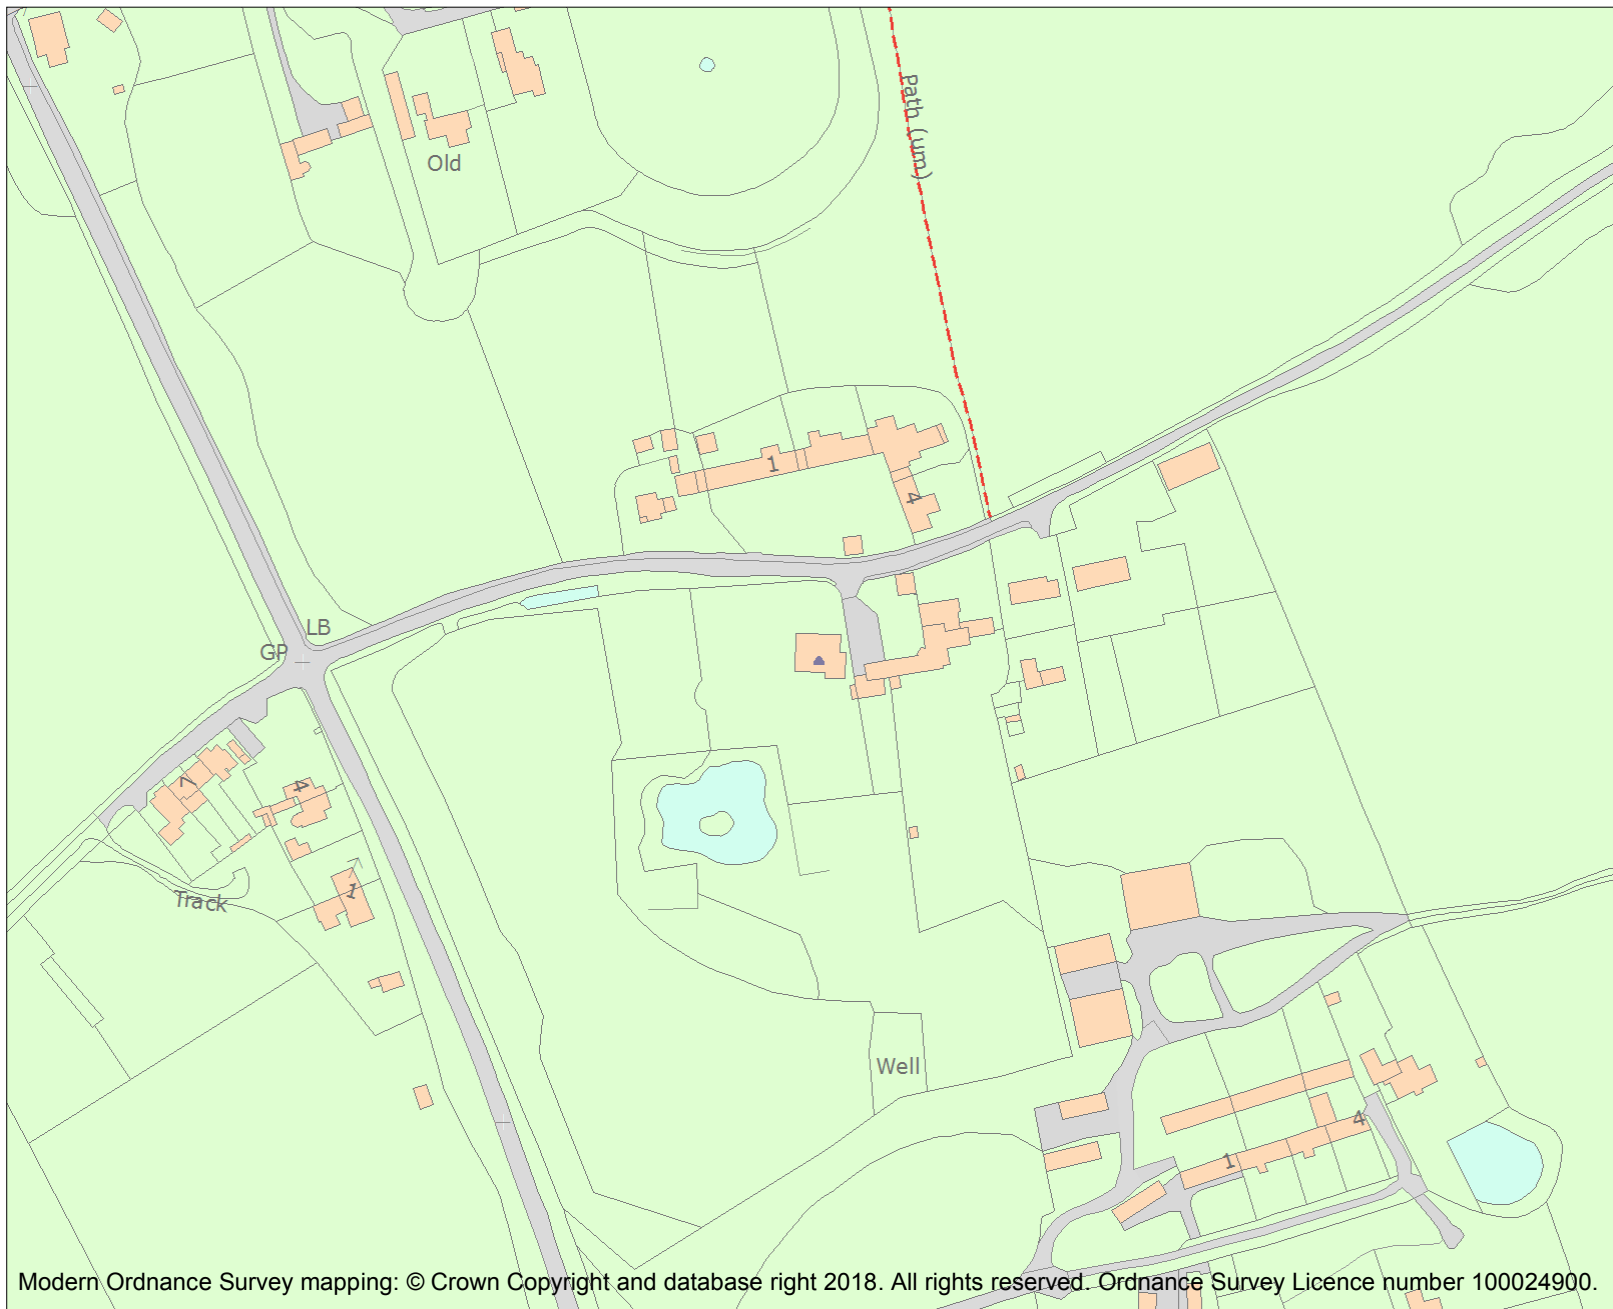 Path (um)
Old
1
4
LB
GP
7
4
Track
1
Well
4
1
Modern Ordnance Survey mapping: © Crown Copyright and database right 2018. All rights reserved. Ordnance Survey Licence number 100024900.